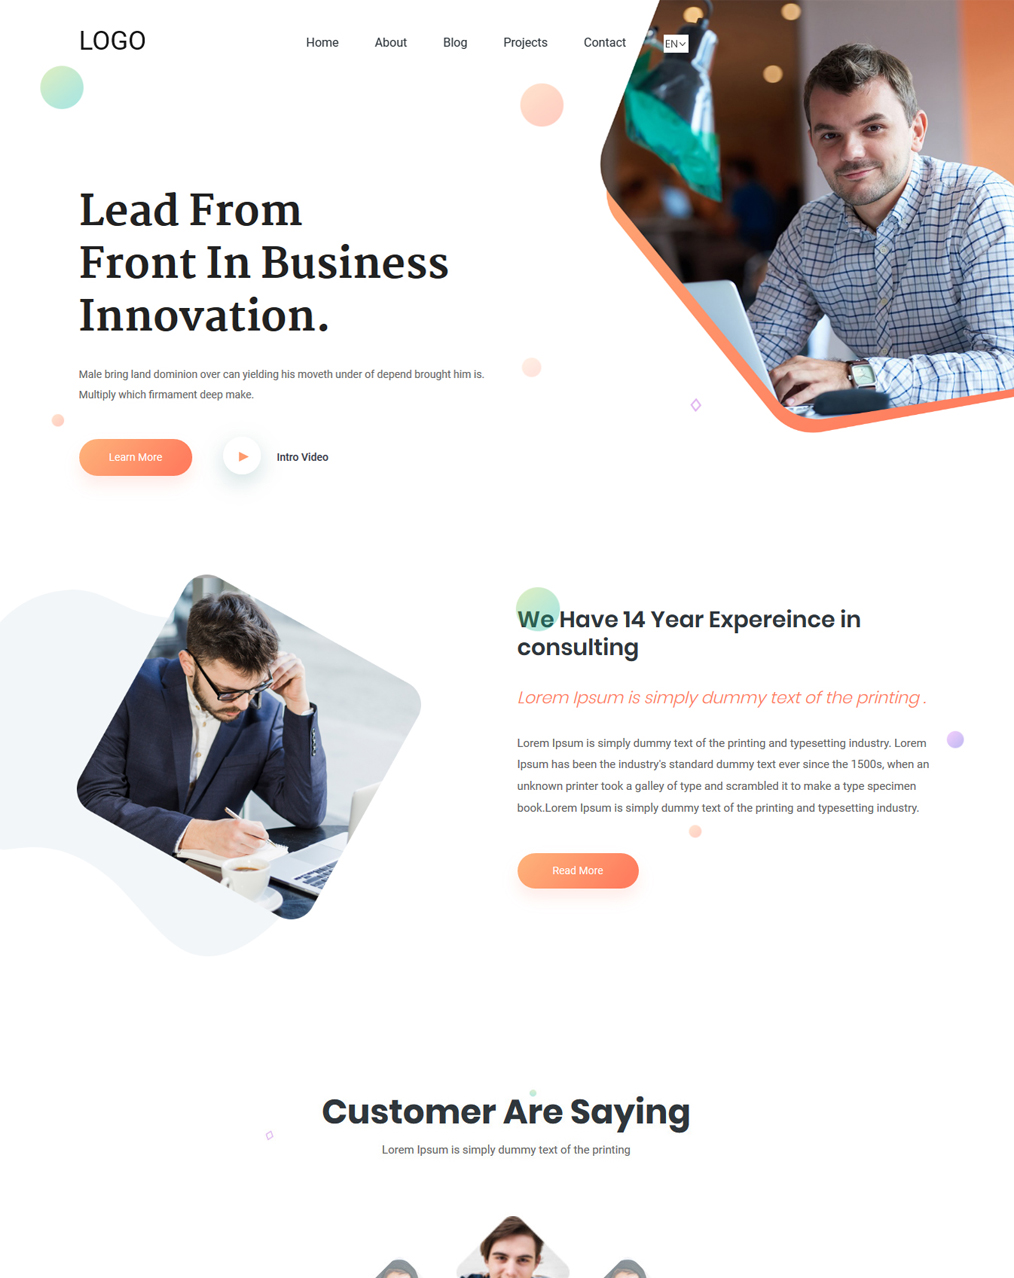 LOGO
Home About Blog Projects Contact EN
Lead From
Front In Business
Innovation.
Male bring land dominion over can yielding his moveth under of depend brought him is.
Multiply which firmament deep make.
Learn More Intro Video
We Have 14 Year Expereince in
consulting
Lorem Ipsum is simply dummy text of the printing .
Lorem Ipsum is simply dummy text of the printing and typesetting industry. Lorem
Ipsum has been the industry's standard dummy text ever since the 1500s, when an
unknown printer took a galley of type and scrambled it to make a type specimen
book.Lorem Ipsum is simply dummy text of the printing and typesetting industry.
Read More
Customer Are Saying
Lorem Ipsum is simply dummy text of the printing